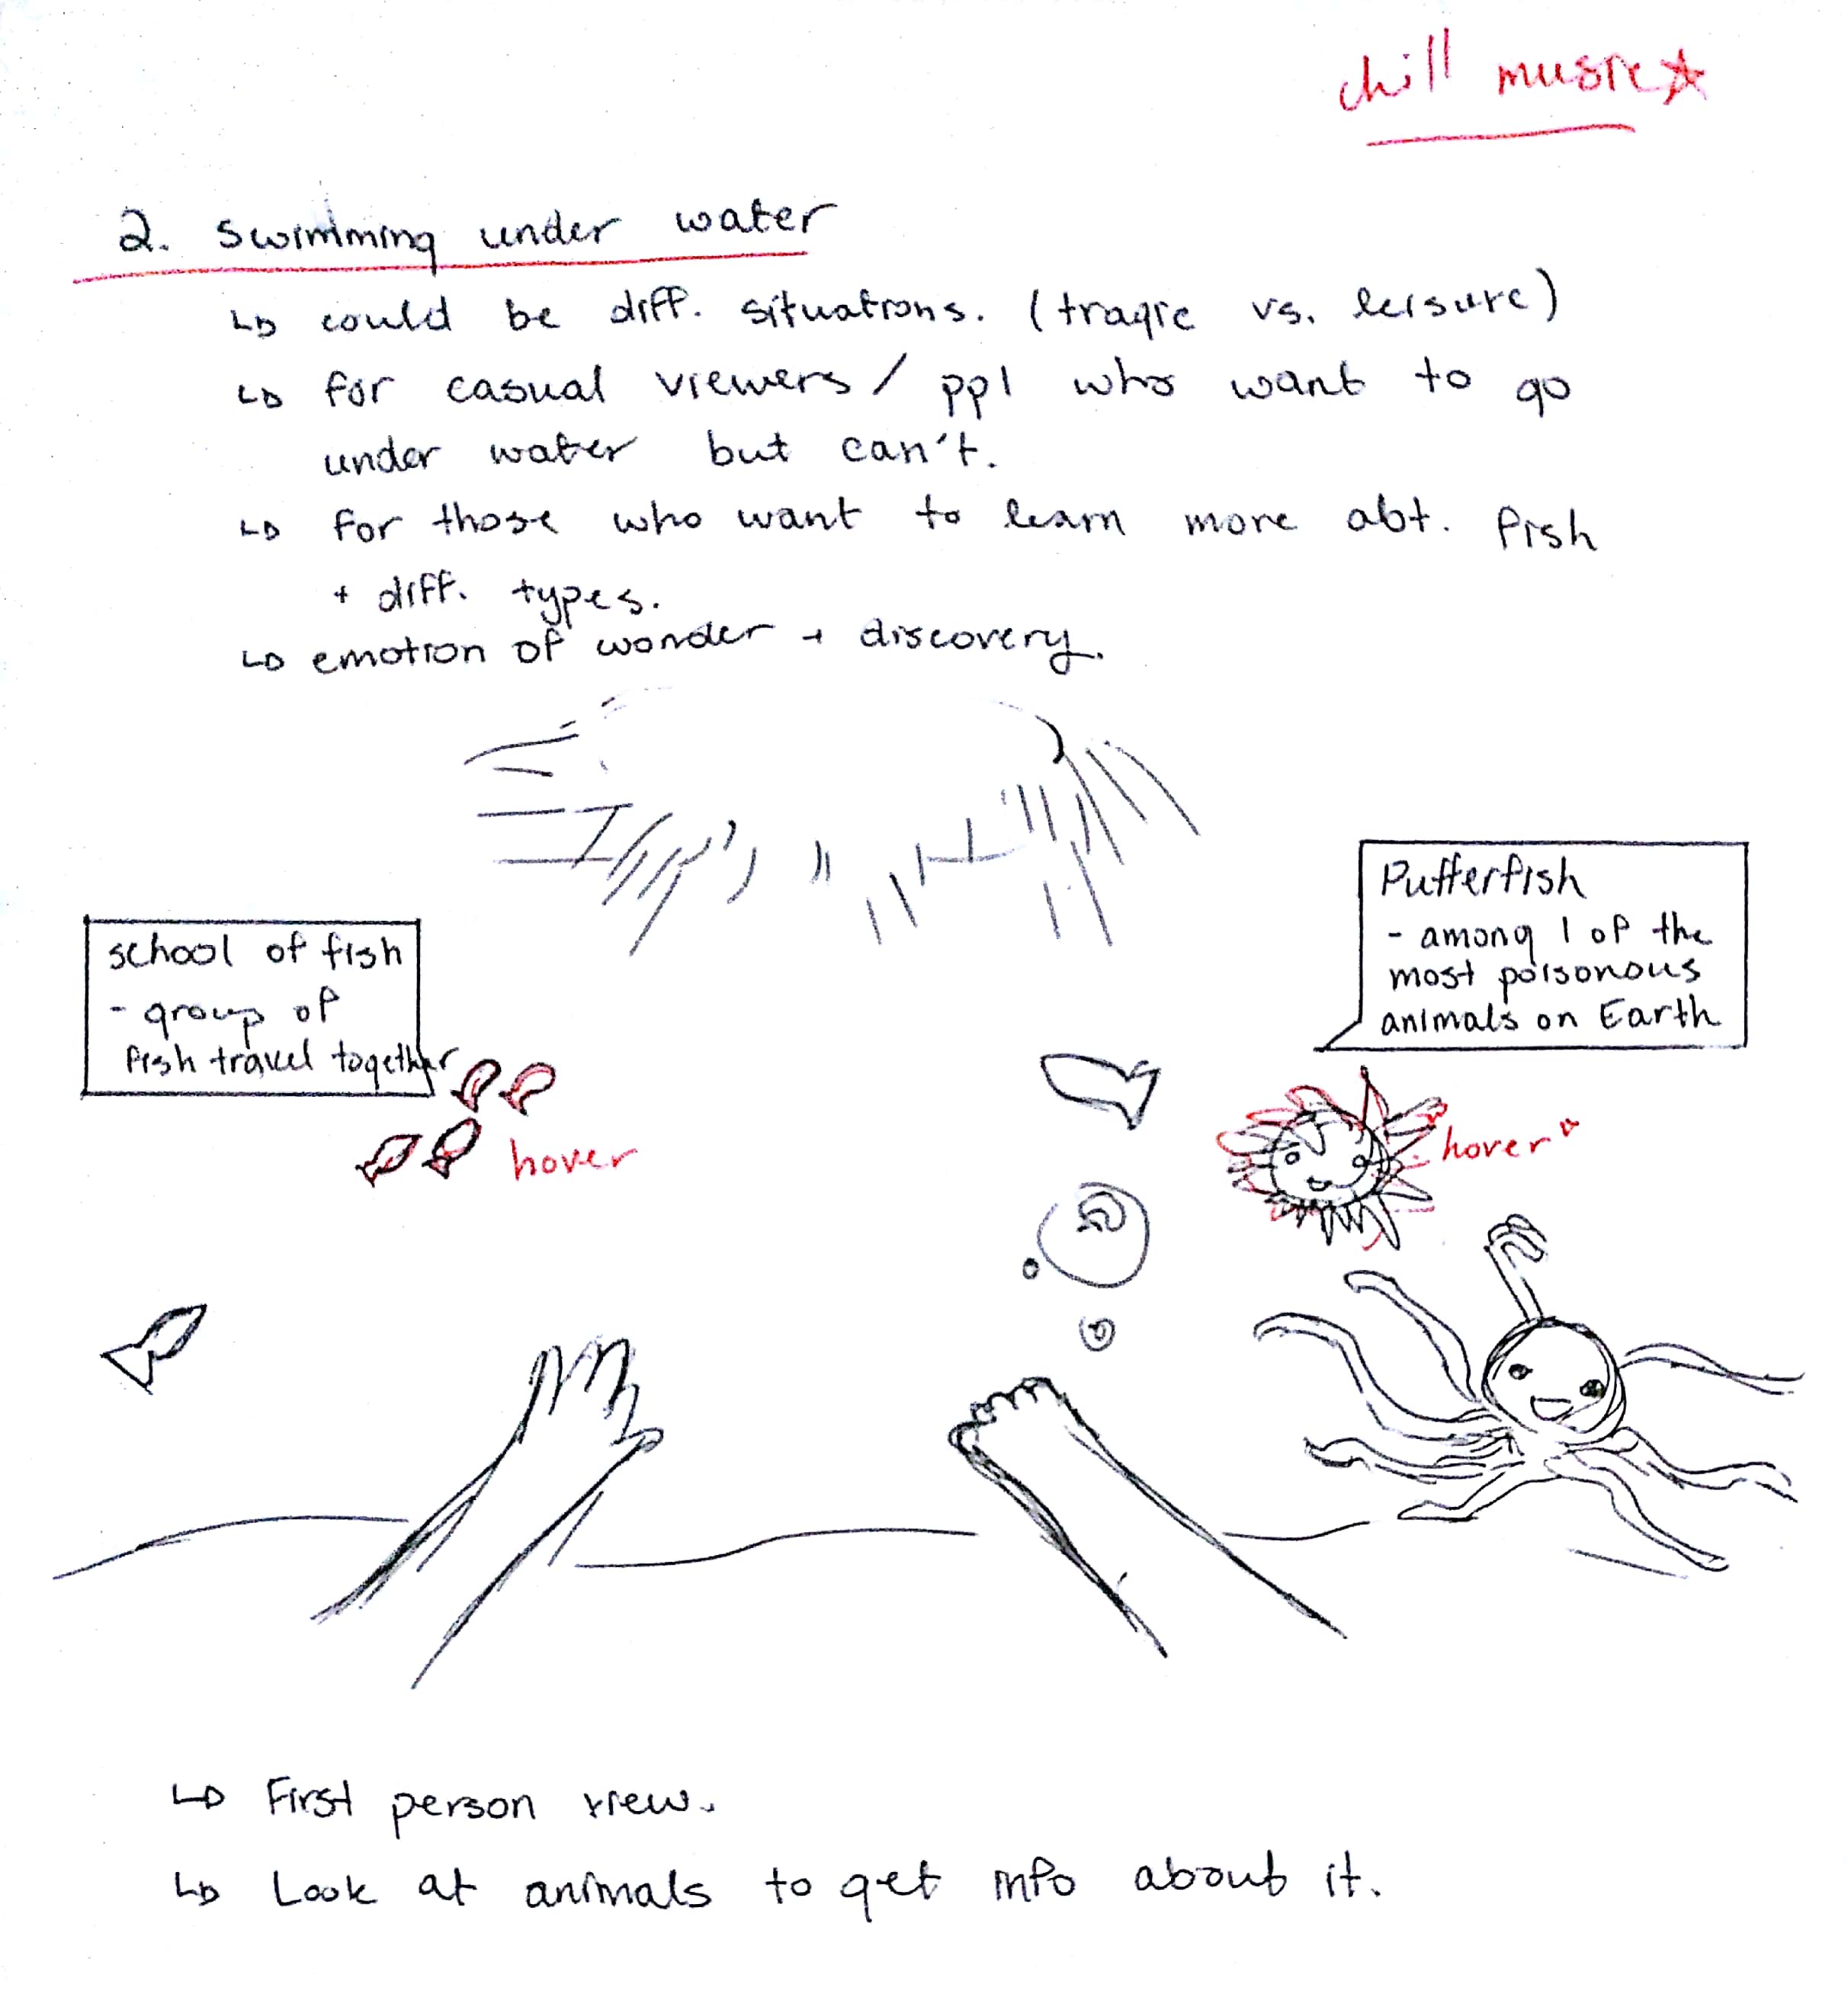 chill music
2. Swimming under water
could be diff. situations. (tragic vs. leisure)
for casual viewers / ppl who want to go
under water but can't.
for those who want to learn more abt. fish
+ diff. types.
emotion of wonder + discovery.
school of fish
- group of
fish travel together
Pufferfish
- among 1 of the
most poisonous
animals on Earth
hover
hover
First person view.
Look at animals to get info about it.